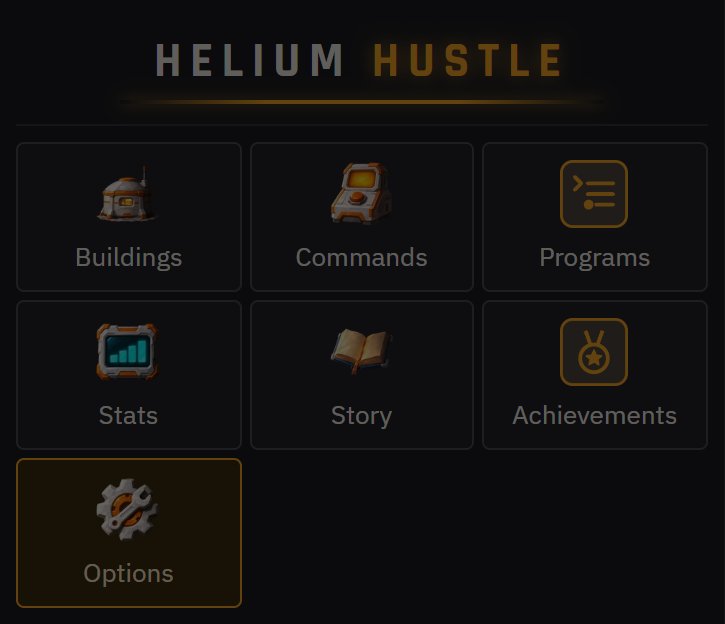 HELIUM HUSTLE
Buildings
Commands
Programs
Stats
Story
Achievements
Options